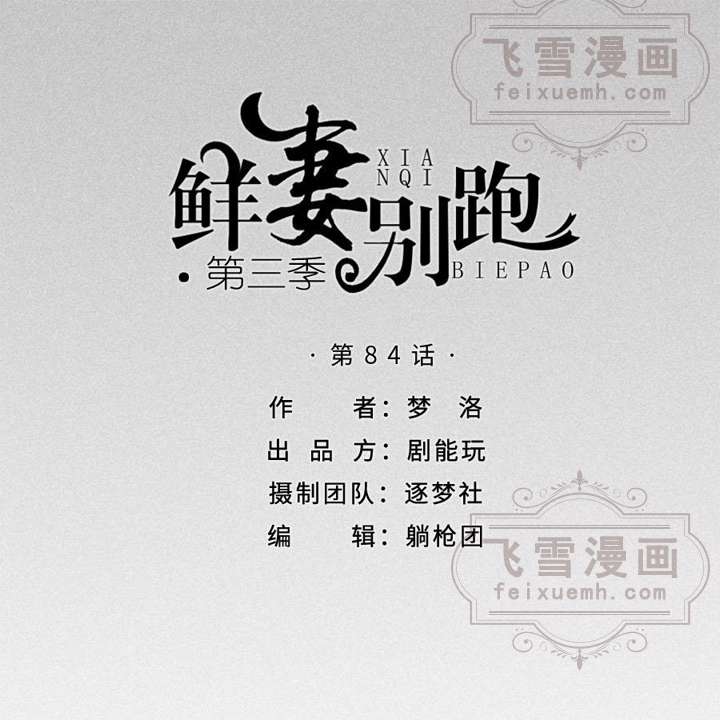 飞雪漫画
feixuemh.com
鲜妻别跑
XIA
NQI
BIEPAO
·第三季
·第84话·
作 者：梦 洛
出 品 方：剧能玩
摄制团队：逐梦社
编 辑：躺枪团
飞雪漫画
feixuemh.com